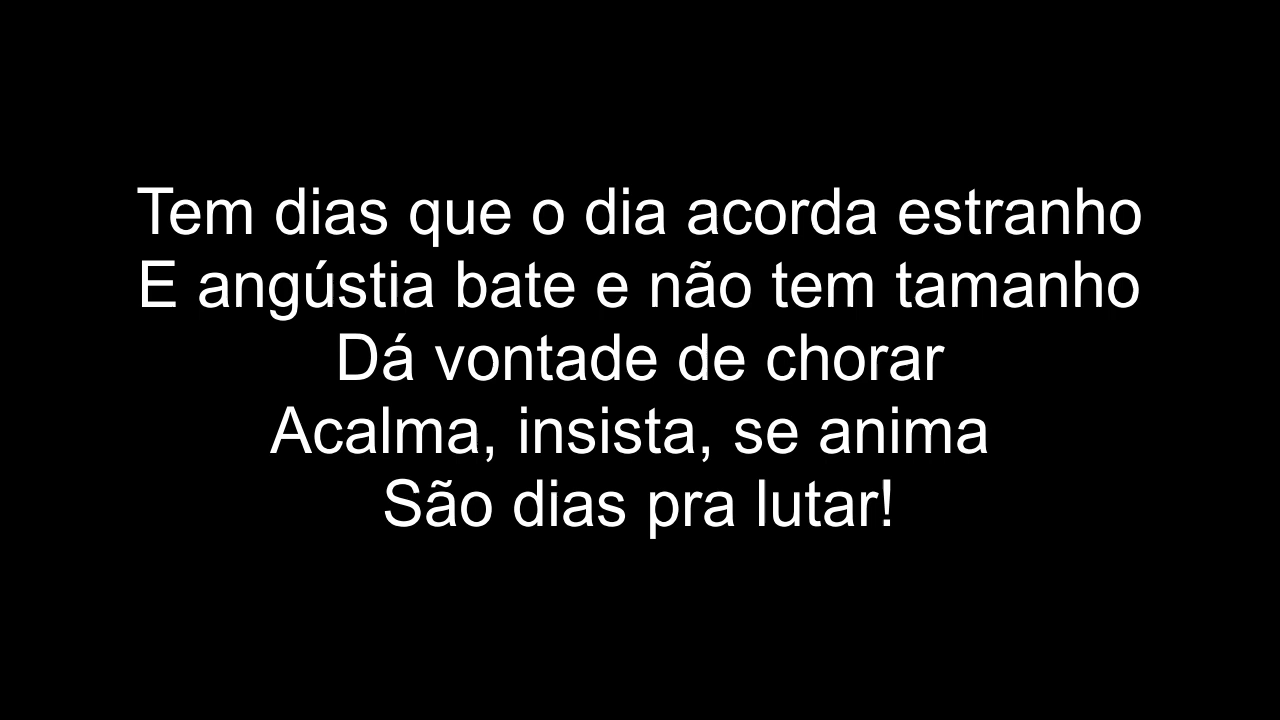 Tem dias que o dia acorda estranho
E angústia bate e não tem tamanho
Dá vontade de chorar
Acalma, insista, se anima
São dias pra lutar!